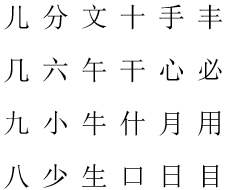 儿 分 文 十 手 丰
几 六 午 干 心 必
九 小 牛 什 月 用
八 少 生 口 日 目